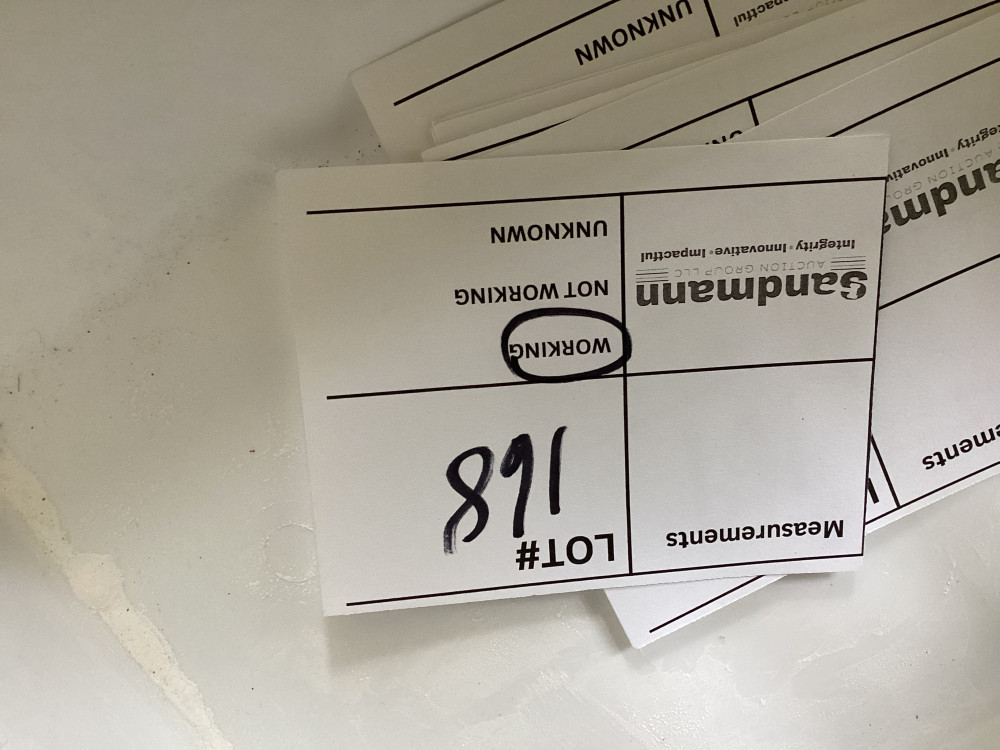 Measurements
LOT#
168
Sandmann
AUCTION GROUP LLC
Integrity • Innovative • Impactful
WORKING
NOT WORKING
UNKNOWN
UNKNOWN